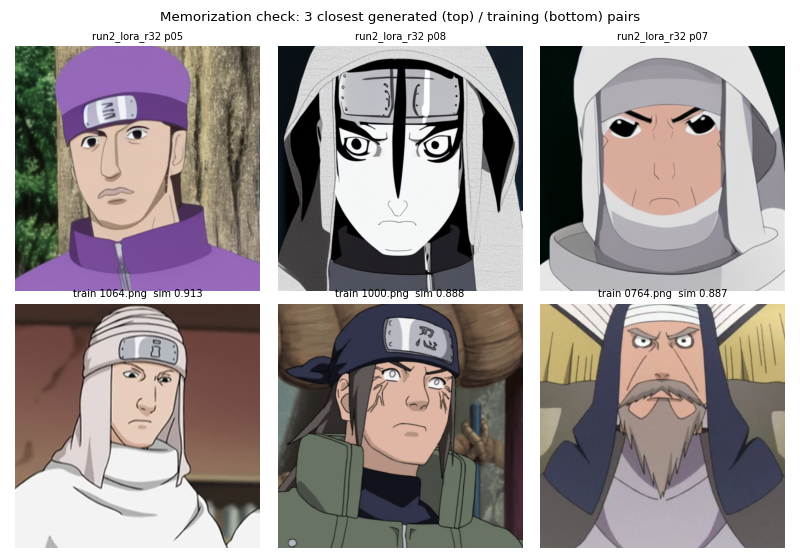 Memorization check: 3 closest generated (top) / training (bottom) pairs
run2_lora_r32 p05
run2_lora_r32 p08
run2_lora_r32 p07
train 1064.png  sim 0.913
train 1000.png  sim 0.888
train 0764.png  sim 0.887
忍